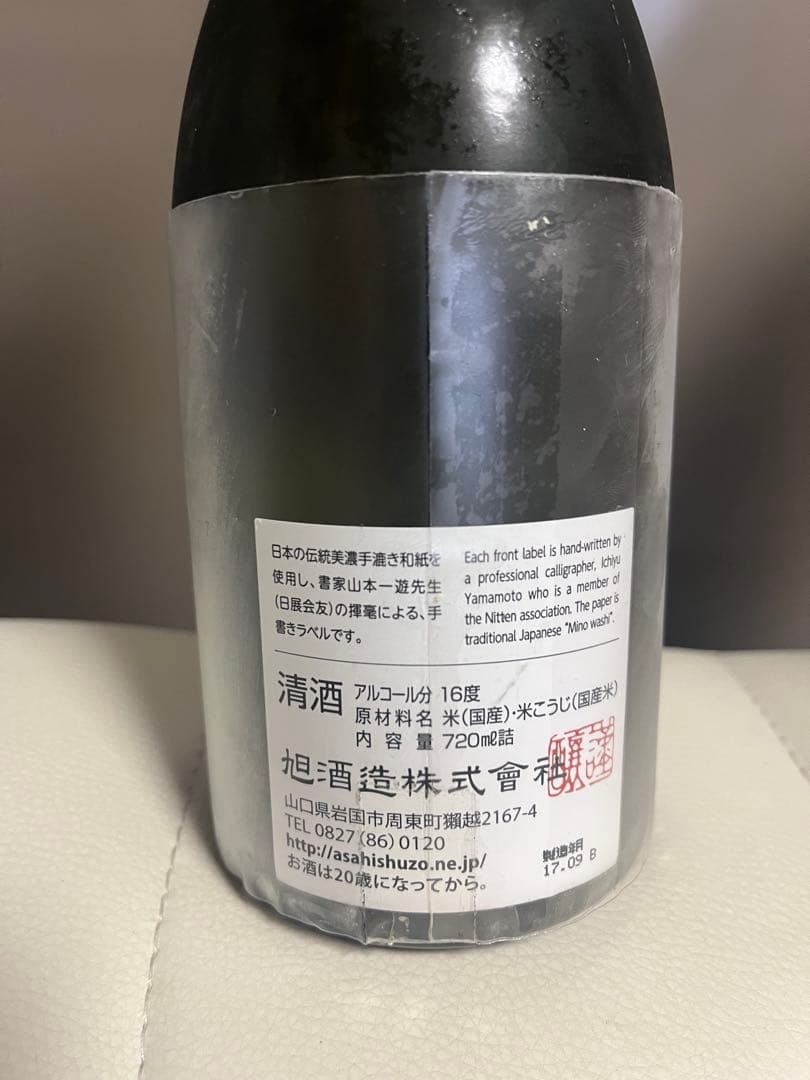 日本の伝統美濃手漉き和紙を
使用し、書家山本一遊先生
(日展会友)の揮毫による、手
書きラベルです。
Each front label is hand-written by
a professional calligrapher, Ichiyu
Yamamoto who is a member of
the Nitten association. The paper is
traditional Japanese "Mino washi".
清酒 アルコール分 16度
原材料名 米(国産)・米こうじ(国産米)
内容量 720mℓ詰
旭酒造株式會社
謹醸
山口県岩国市周東町獺越2167-4
TEL 0827(86)0120
http://asahishuzo.ne.jp/
お酒は20歳になってから。
製造年月
17.09 B